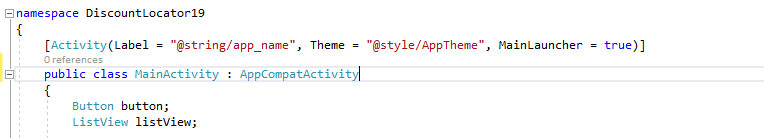 namespace DiscountLocator19
{
[Activity(Label = "@string/app_name", Theme = "@style/AppTheme", MainLauncher = true)]
0 references
public class MainActivity : AppCompatActivity
{
Button button;
ListView listView;